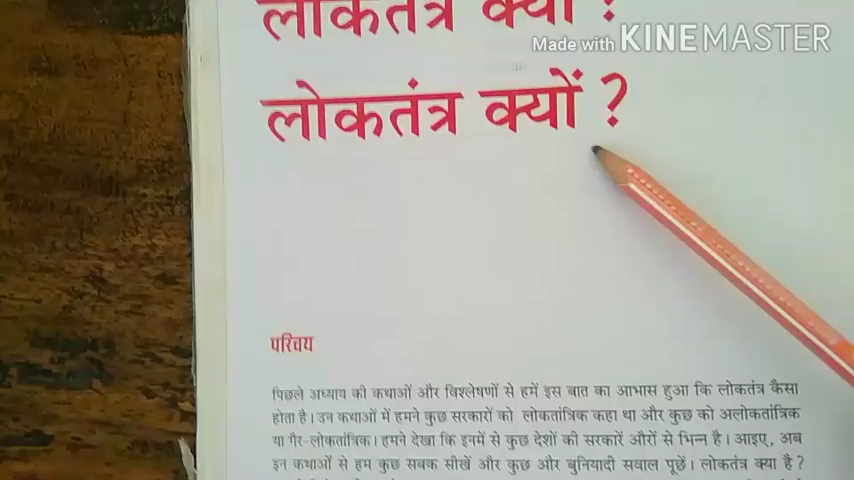 लोकतंत्र क्या ?
Made with KINEMASTER
लोकतंत्र क्यों ?
परिचय
पिछले अध्याय की कथाओं और विश्लेषणों से हमें इस बात का आभास हुआ कि लोकतंत्र कैसा
होता है। उन कथाओं में हमने कुछ सरकारों को लोकतांत्रिक कहा था और कुछ को अलोकतांत्रिक
या गैर-लोकतांत्रिक। हमने देखा कि इनमें से कुछ देशों की सरकारें औरों से भिन्न है। आइए, अब
इन कथाओं से हम कुछ सबक सीखें और कुछ और बुनियादी सवाल पूछें। लोकतंत्र क्या है ?